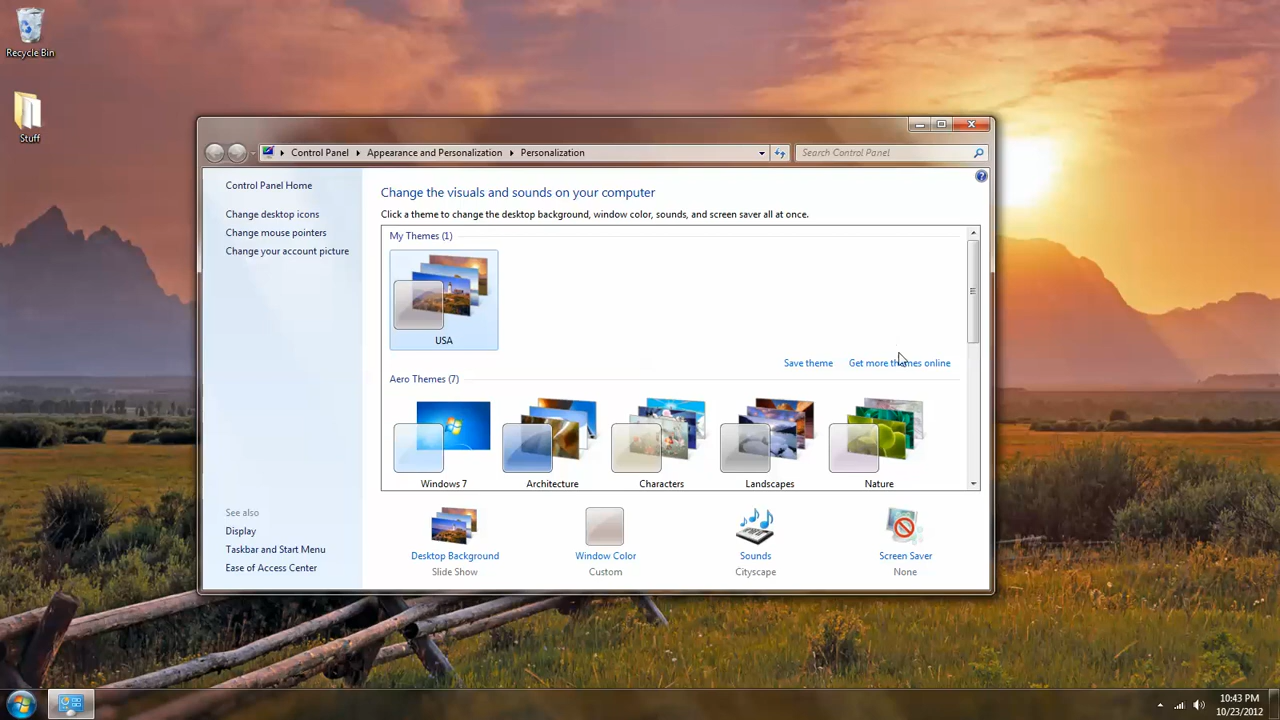 Recycle Bin
Stuff
Control Panel Appearance and Personalization Personalization
Search Control Panel
Control Panel Home
Change desktop icons
Change mouse pointers
Change your account picture
See also
Display
Taskbar and Start Menu
Ease of Access Center
Change the visuals and sounds on your computer
Click a theme to change the desktop background, window color, sounds, and screen saver all at once.
My Themes (1)
USA
Save theme Get more themes online
Aero Themes (7)
Windows 7 Architecture Characters Landscapes Nature
Desktop Background Window Color Sounds Screen Saver
Slide Show Custom Cityscape None
10:43 PM
10/23/2012